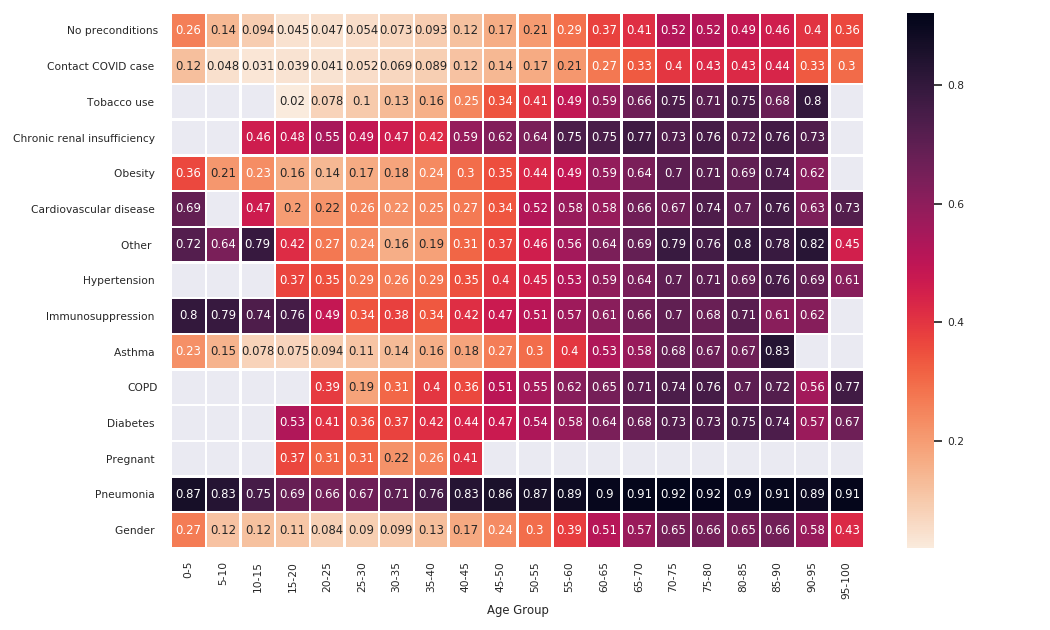 No preconditions 0.26 0.14 0.094 0.045 0.047 0.054 0.073 0.093 0.12 0.17 0.21 0.29 0.37 0.41 0.52 0.52 0.49 0.46 0.4 0.36
Contact COVID case 0.12 0.048 0.031 0.039 0.041 0.052 0.069 0.089 0.12 0.14 0.17 0.21 0.27 0.33 0.4 0.43 0.43 0.44 0.33 0.3
0.8
Tobacco use 0.02 0.078 0.1 0.13 0.16 0.25 0.34 0.41 0.49 0.59 0.66 0.75 0.71 0.75 0.68 0.8
Chronic renal insufficiency 0.46 0.48 0.55 0.49 0.47 0.42 0.59 0.62 0.64 0.75 0.75 0.77 0.73 0.76 0.72 0.76 0.73
Obesity 0.36 0.21 0.23 0.16 0.14 0.17 0.18 0.24 0.3 0.35 0.44 0.49 0.59 0.64 0.7 0.71 0.69 0.74 0.62
0.6
Cardiovascular disease 0.69 0.47 0.2 0.22 0.26 0.22 0.25 0.27 0.34 0.52 0.58 0.58 0.66 0.67 0.74 0.7 0.76 0.63 0.73
Other 0.72 0.64 0.79 0.42 0.27 0.24 0.16 0.19 0.31 0.37 0.46 0.56 0.64 0.69 0.79 0.76 0.8 0.78 0.82 0.45
Hypertension 0.37 0.35 0.29 0.26 0.29 0.35 0.4 0.45 0.53 0.59 0.64 0.7 0.71 0.69 0.76 0.69 0.61
Immunosuppression 0.8 0.79 0.74 0.76 0.49 0.34 0.38 0.34 0.42 0.47 0.51 0.57 0.61 0.66 0.7 0.68 0.71 0.61 0.62
0.4
Asthma 0.23 0.15 0.078 0.075 0.094 0.11 0.14 0.16 0.18 0.27 0.3 0.4 0.53 0.58 0.68 0.67 0.67 0.83
COPD 0.39 0.19 0.31 0.4 0.36 0.51 0.55 0.62 0.65 0.71 0.74 0.76 0.7 0.72 0.56 0.77
Diabetes 0.53 0.41 0.36 0.37 0.42 0.44 0.47 0.54 0.58 0.64 0.68 0.73 0.73 0.75 0.74 0.57 0.67
0.2
Pregnant 0.37 0.31 0.31 0.22 0.26 0.41
Pneumonia 0.87 0.83 0.75 0.69 0.66 0.67 0.71 0.76 0.83 0.86 0.87 0.89 0.9 0.91 0.92 0.92 0.9 0.91 0.89 0.91
Gender 0.27 0.12 0.12 0.11 0.084 0.09 0.099 0.13 0.17 0.24 0.3 0.39 0.51 0.57 0.65 0.66 0.65 0.66 0.58 0.43
0-5 5-10 10-15 15-20 20-25 25-30 30-35 35-40 40-45 45-50 50-55 55-60 60-65 65-70 70-75 75-80 80-85 85-90 90-95 95-100
Age Group